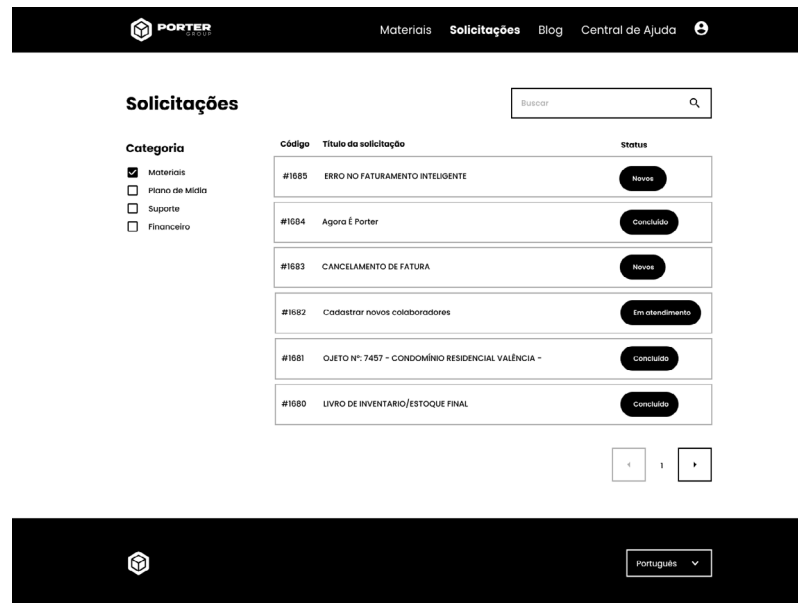 PORTER
GROUP
Materiais Solicitações Blog Central de Ajuda
Solicitações
Buscar
Categoria
Materiais
Plano de Mídia
Suporte
Financeiro
Código Título da solicitação Status
#1685 ERRO NO FATURAMENTO INTELIGENTE Novos
#1684 Agora É Porter Concluído
#1683 CANCELAMENTO DE FATURA Novos
#1682 Cadastrar novos colaboradores Em atendimento
#1681 OJETO Nº: 7457 - CONDOMÍNIO RESIDENCIAL VALÊNCIA - Concluído
#1680 LIVRO DE INVENTARIO/ESTOQUE FINAL Concluído
1
Português